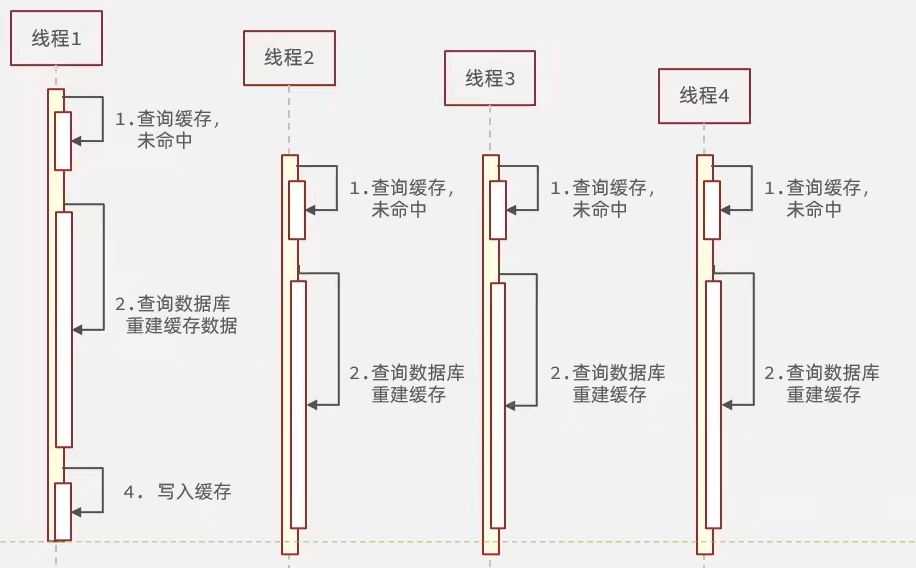 线程1
线程2
线程3
线程4
1.查询缓存,
未命中
2.查询数据库
重建缓存数据
4. 写入缓存
1.查询缓存,
未命中
2.查询数据库
重建缓存
1.查询缓存,
未命中
2.查询数据库
重建缓存
1.查询缓存,
未命中
2.查询数据库
重建缓存